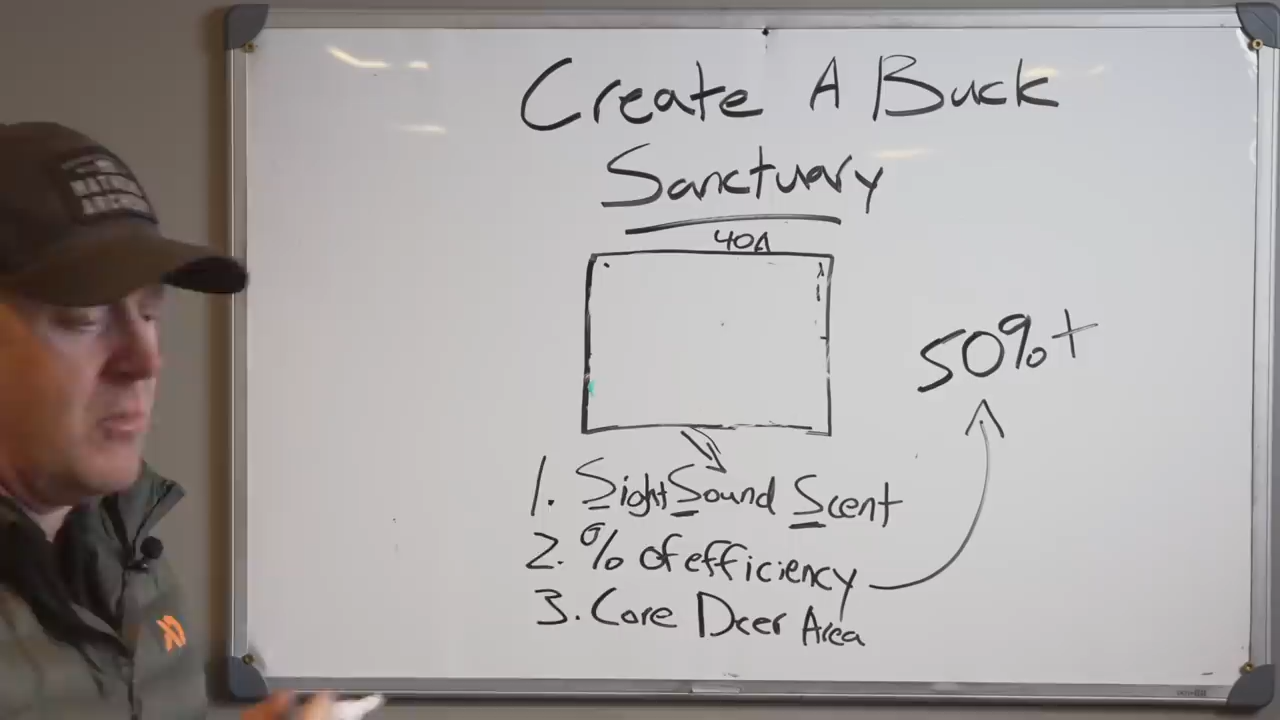 Create A Buck
Sanctuary
40A
50%+
1. Sight Sound Scent
2. % of efficiency
3. Core Deer Area